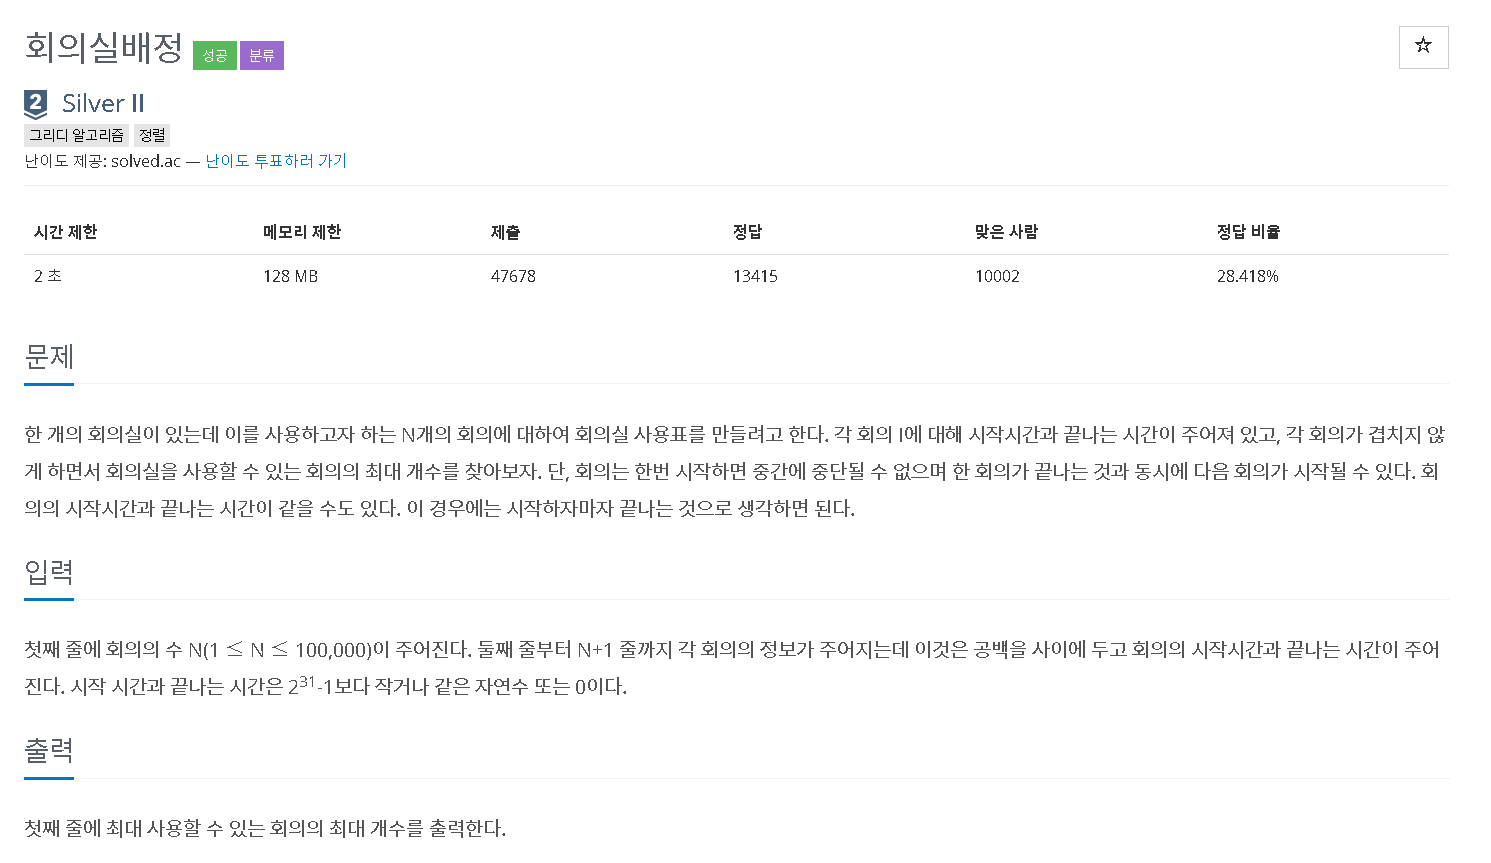 회의실배정 성공 분류
☆
2 Silver II
그리디 알고리즘 정렬
난이도 제공: solved.ac — 난이도 투표하러 가기
시간 제한 메모리 제한 제출 정답 맞은 사람 정답 비율
2 초 128 MB 47678 13415 10002 28.418%
문제
한 개의 회의실이 있는데 이를 사용하고자 하는 N개의 회의에 대하여 회의실 사용표를 만들려고 한다. 각 회의 I에 대해 시작시간과 끝나는 시간이 주어져 있고, 각 회의가 겹치지 않
게 하면서 회의실을 사용할 수 있는 회의의 최대 개수를 찾아보자. 단, 회의는 한번 시작하면 중간에 중단될 수 없으며 한 회의가 끝나는 것과 동시에 다음 회의가 시작될 수 있다. 회
의의 시작시간과 끝나는 시간이 같을 수도 있다. 이 경우에는 시작하자마자 끝나는 것으로 생각하면 된다.
입력
첫째 줄에 회의의 수 N(1 ≤ N ≤ 100,000)이 주어진다. 둘째 줄부터 N+1 줄까지 각 회의의 정보가 주어지는데 이것은 공백을 사이에 두고 회의의 시작시간과 끝나는 시간이 주어
진다. 시작 시간과 끝나는 시간은 2³¹-1보다 작거나 같은 자연수 또는 0이다.
출력
첫째 줄에 최대 사용할 수 있는 회의의 최대 개수를 출력한다.